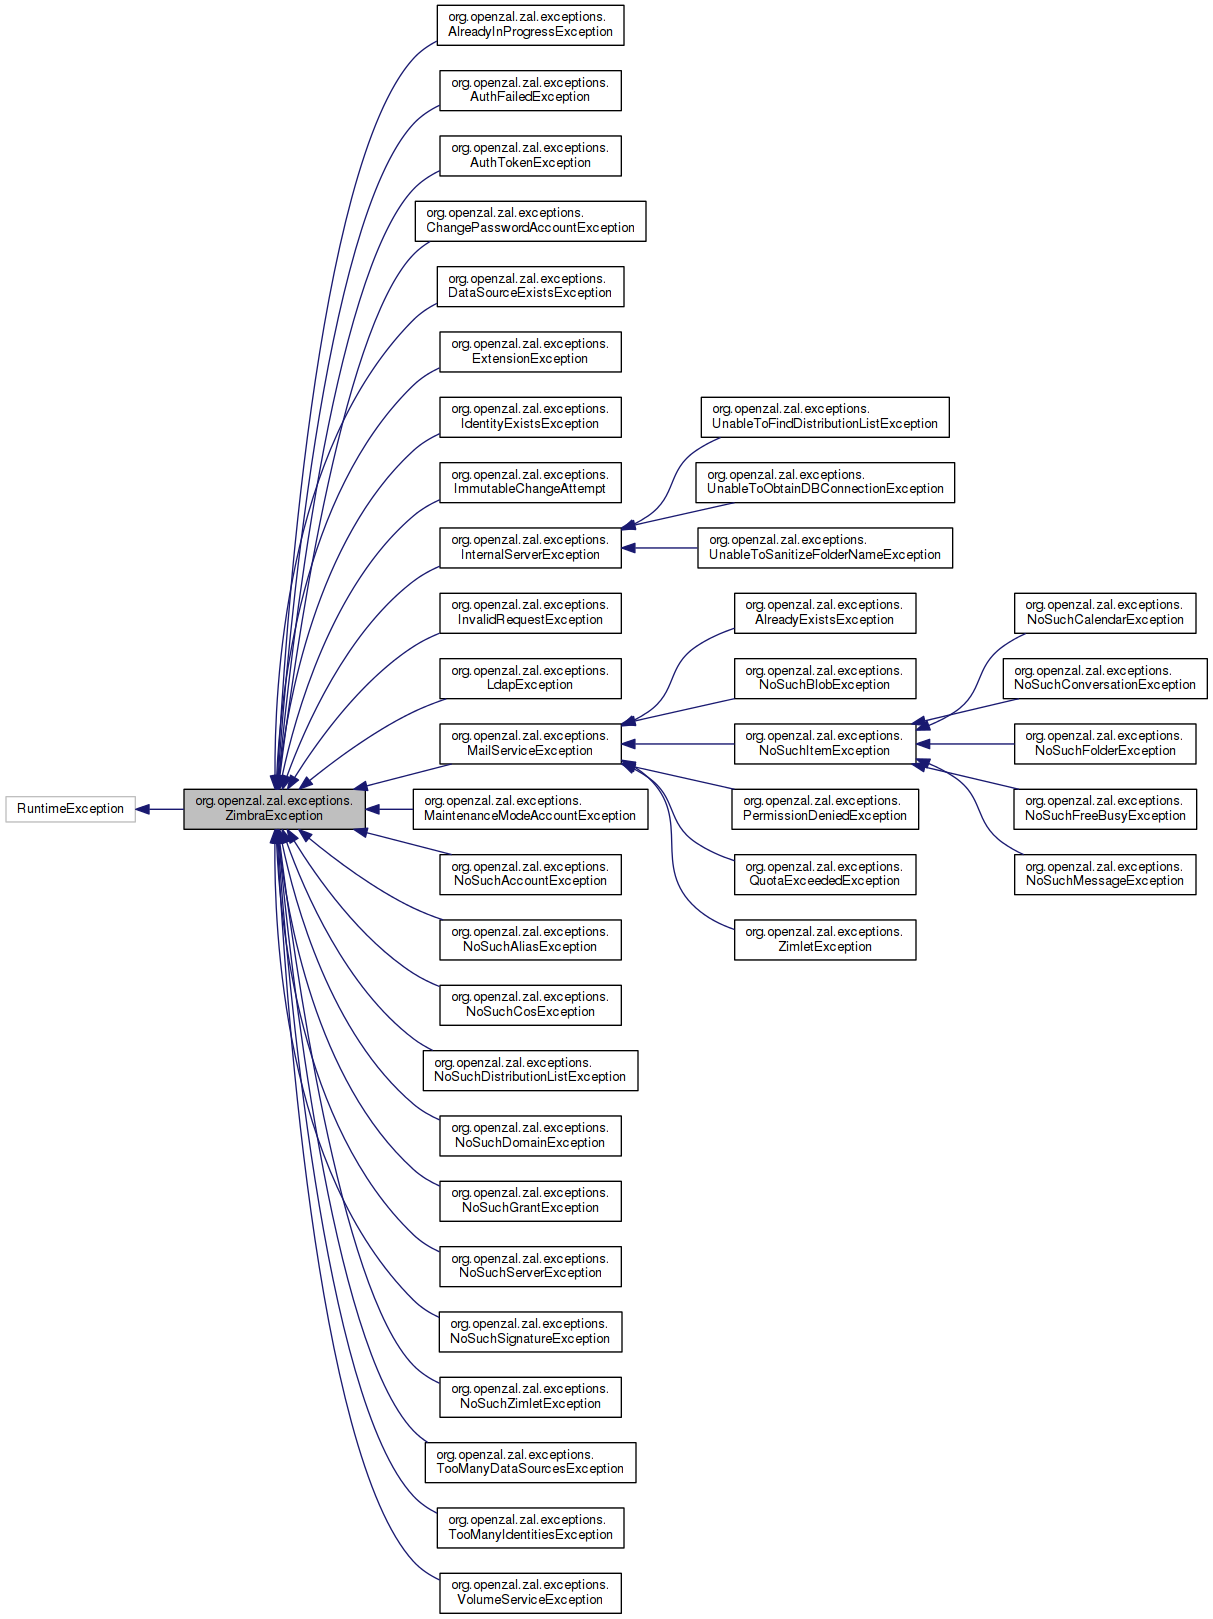 org.openzal.zal.exceptions.
AlreadyInProgressException
org.openzal.zal.exceptions.
AuthFailedException
org.openzal.zal.exceptions.
AuthTokenException
org.openzal.zal.exceptions.
ChangePasswordAccountException
org.openzal.zal.exceptions.
DataSourceExistsException
org.openzal.zal.exceptions.
ExtensionException
org.openzal.zal.exceptions.
IdentityExistsException
org.openzal.zal.exceptions.
ImmutableChangeAttempt
org.openzal.zal.exceptions.
InternalServerException
org.openzal.zal.exceptions.
InvalidRequestException
org.openzal.zal.exceptions.
LdapException
org.openzal.zal.exceptions.
MailServiceException
RuntimeException
org.openzal.zal.exceptions.
ZimbraException
org.openzal.zal.exceptions.
MaintenanceModeAccountException
org.openzal.zal.exceptions.
NoSuchAccountException
org.openzal.zal.exceptions.
NoSuchAliasException
org.openzal.zal.exceptions.
NoSuchCosException
org.openzal.zal.exceptions.
NoSuchDistributionListException
org.openzal.zal.exceptions.
NoSuchDomainException
org.openzal.zal.exceptions.
NoSuchGrantException
org.openzal.zal.exceptions.
NoSuchServerException
org.openzal.zal.exceptions.
NoSuchSignatureException
org.openzal.zal.exceptions.
NoSuchZimletException
org.openzal.zal.exceptions.
TooManyDataSourcesException
org.openzal.zal.exceptions.
TooManyIdentitiesException
org.openzal.zal.exceptions.
VolumeServiceException
org.openzal.zal.exceptions.
UnableToFindDistributionListException
org.openzal.zal.exceptions.
UnableToObtainDBConnectionException
org.openzal.zal.exceptions.
UnableToSanitizeFolderNameException
org.openzal.zal.exceptions.
AlreadyExistsException
org.openzal.zal.exceptions.
NoSuchBlobException
org.openzal.zal.exceptions.
NoSuchItemException
org.openzal.zal.exceptions.
PermissionDeniedException
org.openzal.zal.exceptions.
QuotaExceededException
org.openzal.zal.exceptions.
ZimletException
org.openzal.zal.exceptions.
NoSuchCalendarException
org.openzal.zal.exceptions.
NoSuchConversationException
org.openzal.zal.exceptions.
NoSuchFolderException
org.openzal.zal.exceptions.
NoSuchFreeBusyException
org.openzal.zal.exceptions.
NoSuchMessageException